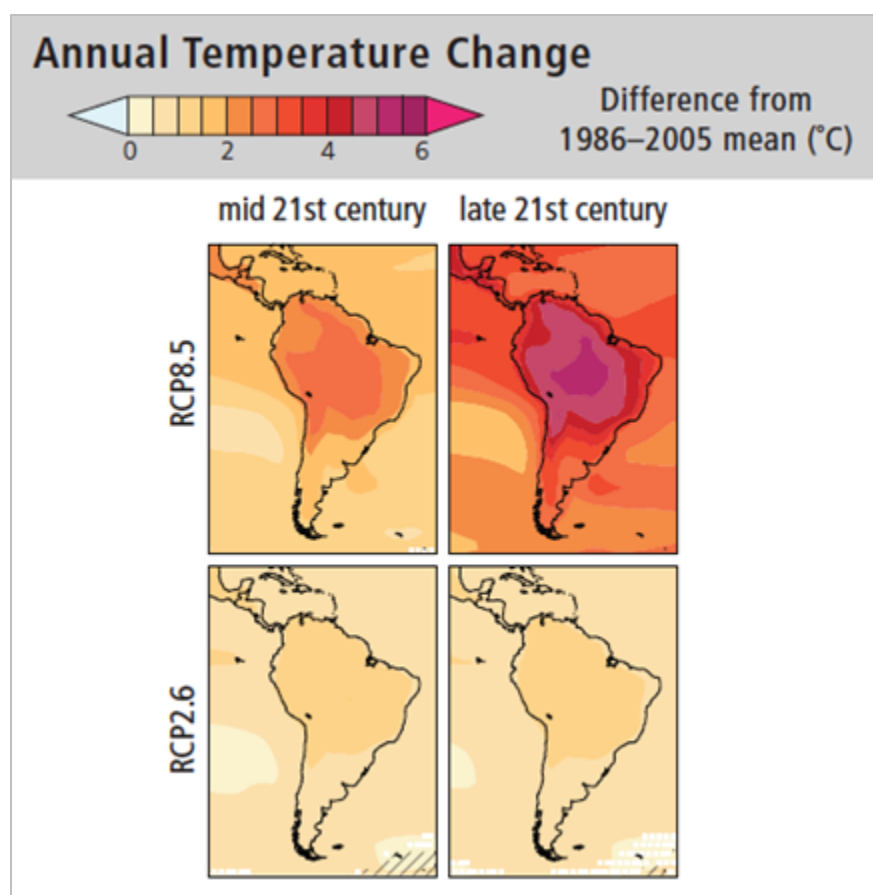 Annual Temperature Change
Difference from
1986–2005 mean (˚C)
0 2 4 6
mid 21st century late 21st century
RCP8.5
RCP2.6